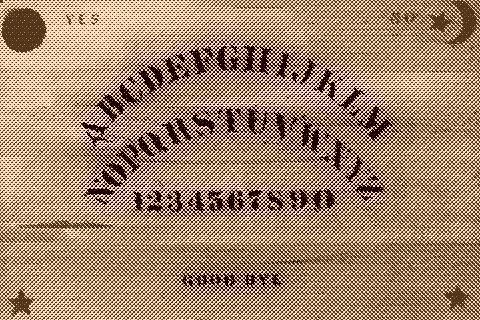 YES NO
ABCDEFGHIJKLM
NOPQRSTUVWXYZ
1234567890
GOOD BYE